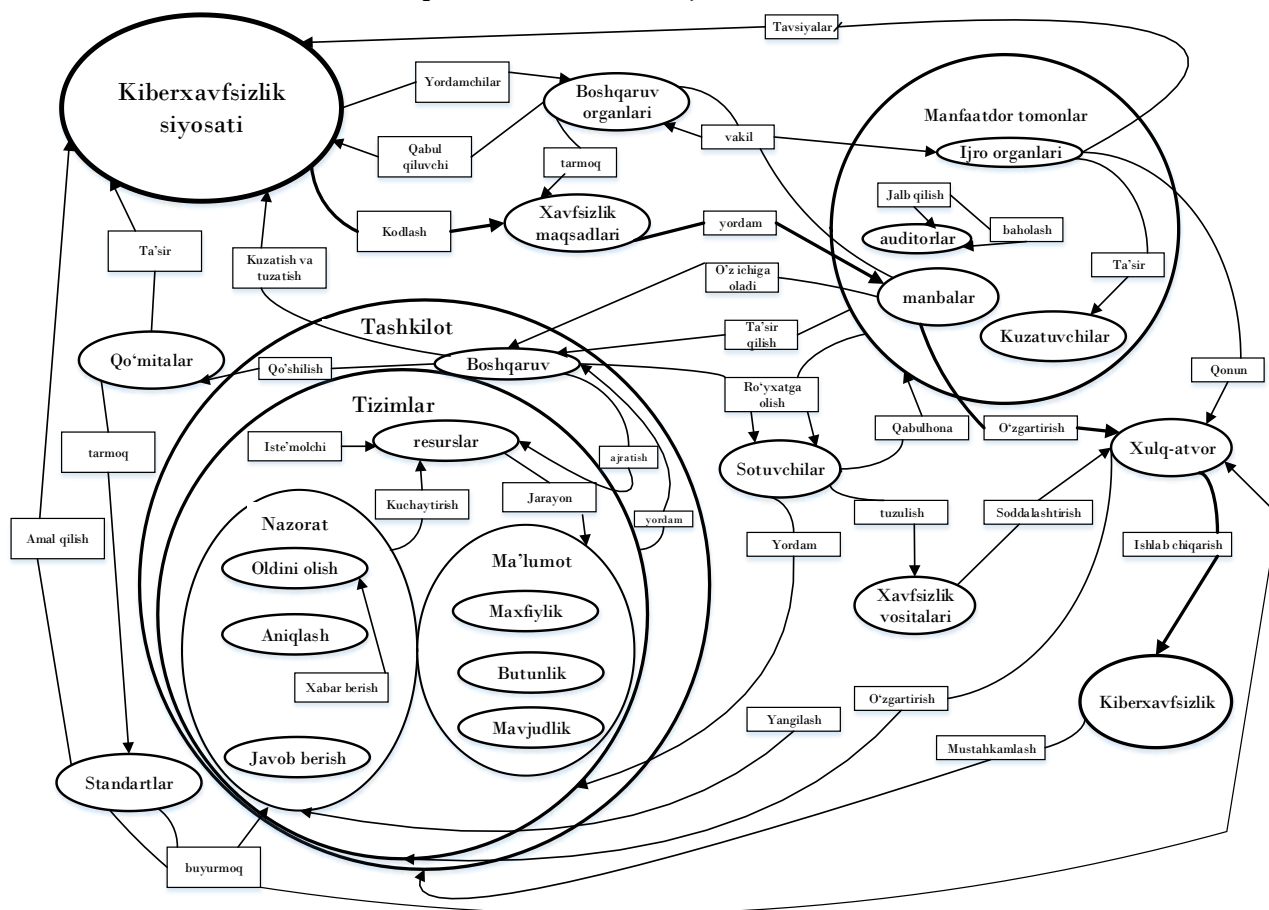 Tavsiyalar
Kiberxavfsizlik
siyosati
Yordamchilar
Boshqaruv
organlari
Manfaatdor tomonlar
Qabul
qiluvchi
vakil
Ijro organlari
tarmoq
Jalb qilish
Xavfsizlik
maqsadlari
yordam
Kodlash
auditorlar
baholash
Ta'sir
Kuzatish va
tuzatish
O'z ichiga
oladi
Ta'sir
manbalar
Tashkilot
Ta'sir
qilish
Kuzatuvchilar
Qo‘mitalar
Qo'shilish
Boshqaruv
Qonun
Tizimlar
Ro‘yxatga
olish
Iste'molchi
resurslar
Qabulhona
O‘zgartirish
tarmoq
ajratish
Sotuvchilar
Xulq-atvor
Kuchaytirish
Jarayon
Nazorat
yordam
tuzulish
Soddalashtirish
Amal qilish
Yordam
Ishlab chiqarish
Ma’lumot
Oldini olish
Xavfsizlik
vositalari
Maxfiylik
Aniqlash
Butunlik
Xabar berish
O‘zgartirish
Kiberxavfsizlik
Yangilash
Mavjudlik
Mustahkamlash
Javob berish
Standartlar
buyurmoq